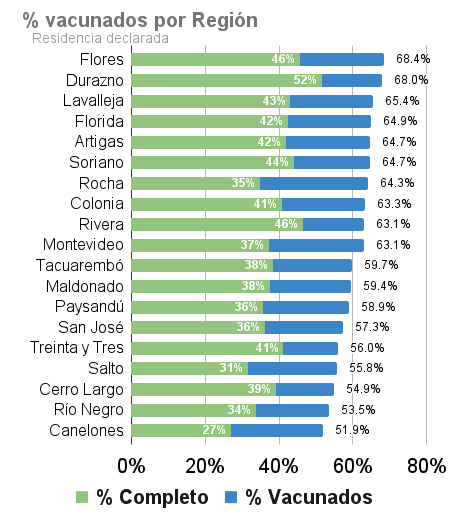 % vacunados por Región
Residencia declarada
Flores 46% 68.4%
Durazno 52% 68.0%
Lavalleja 43% 65.4%
Florida 42% 64.9%
Artigas 42% 64.7%
Soriano 44% 64.7%
Rocha 35% 64.3%
Colonia 41% 63.3%
Rivera 46% 63.1%
Montevideo 37% 63.1%
Tacuarembó 38% 59.7%
Maldonado 38% 59.4%
Paysandú 36% 58.9%
San José 36% 57.3%
Treinta y Tres 41% 56.0%
Salto 31% 55.8%
Cerro Largo 39% 54.9%
Río Negro 34% 53.5%
Canelones 27% 51.9%
0% 20% 40% 60% 80%
% Completo % Vacunados